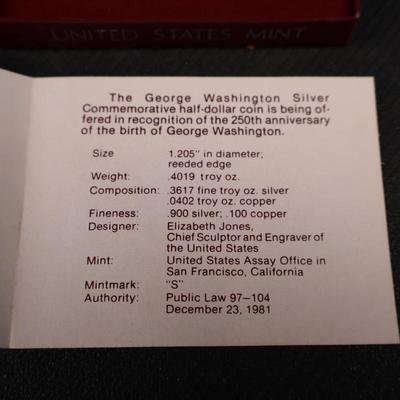 UNITED STATES MINT
The George Washington Silver
Commemorative half-dollar coin is being of-
fered in recognition of the 250th anniversary
of the birth of George Washington.
Size 1.205" in diameter;
reeded edge
Weight: .4019 troy oz.
Composition: .3617 fine troy oz. silver
.0402 troy oz. copper
Fineness: .900 silver; .100 copper
Designer: Elizabeth Jones,
Chief Sculptor and Engraver of
the United States
Mint: United States Assay Office in
San Francisco, California
Mintmark: "S"
Authority: Public Law 97–104
December 23, 1981